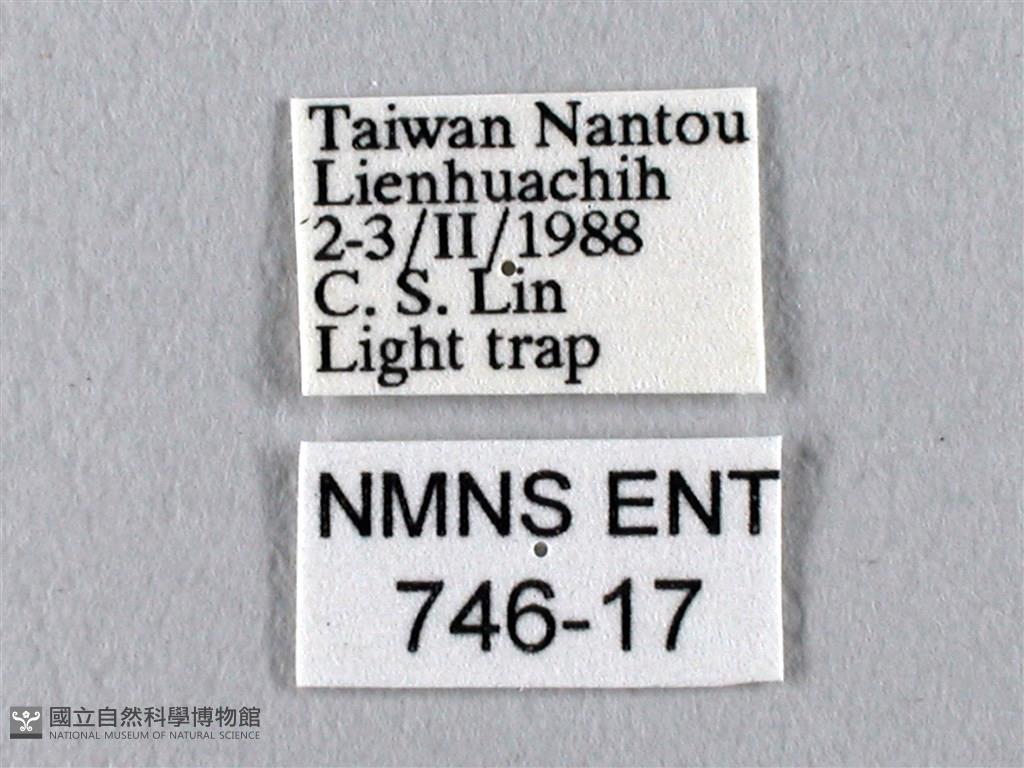 Taiwan Nantou
Lienhuachih
2-3/II/1988
C. S. Lin
Light trap
NMNS ENT
746-17
國立自然科學博物館
NATIONAL MUSEUM OF NATURAL SCIENCE